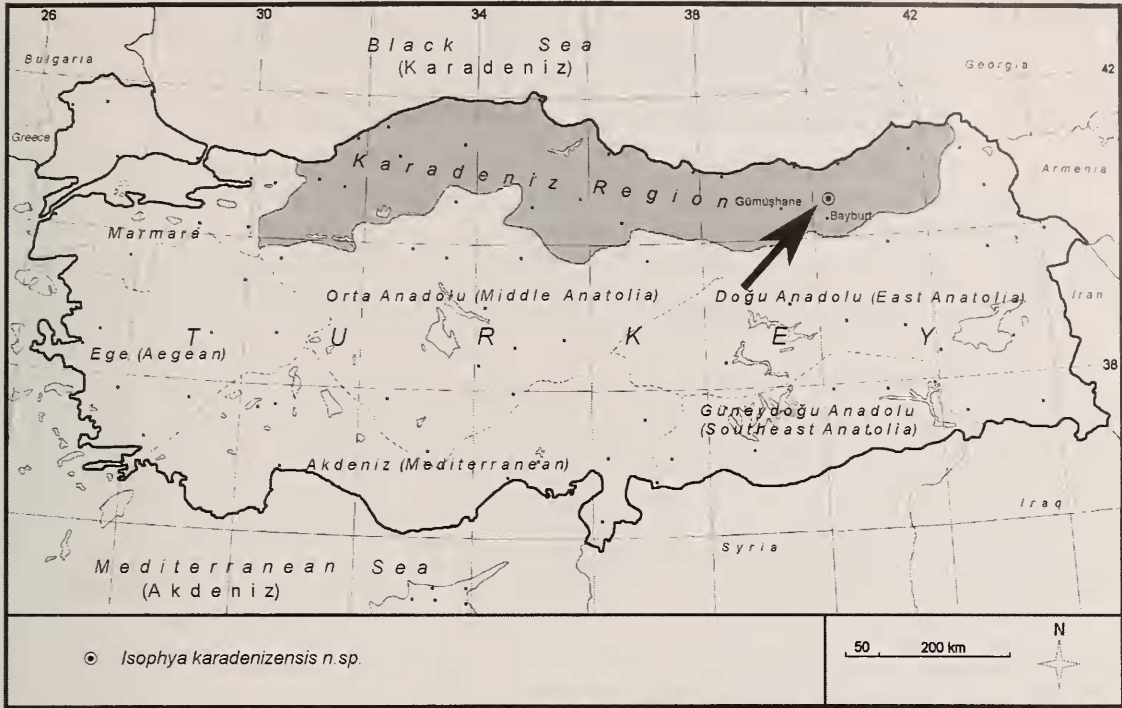 26 30 34 38 42
Black Sea
(Karadeniz)
Bulgaria
Georgia
42
Greece
Armenia
Karadeniz Region
Gümüşhane
Bayburt
Marmara
Orta Anadolu (Middle Anatolia)
Doğu Anadolu (East Anatolia)
Iran
TURKEY
Ege (Aegean)
38
Güneydoğu Anadolu
(Southeast Anatolia)
Akdeniz (Mediterranean)
Iraq
Syria
Mediterranean Sea
(Akdeniz)
Isophya karadenizensis n.sp.
50 200 km
N